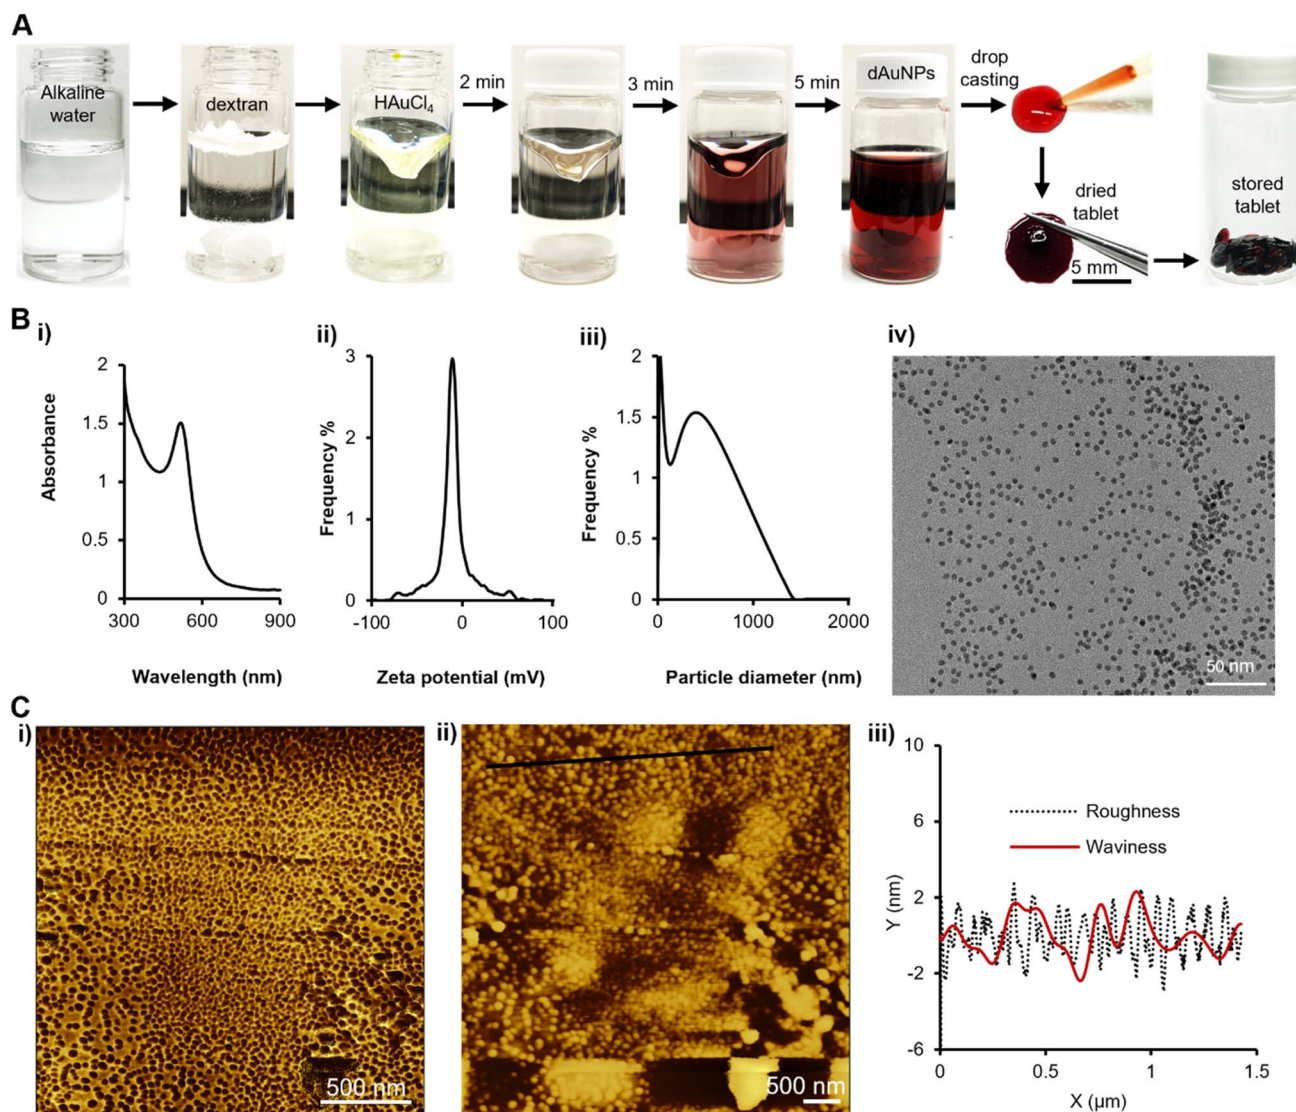 A
Alkaline
water
dextran
HAuCl4
2 min
3 min
5 min
dAuNPs
drop
casting
dried
tablet
5 mm
stored
tablet
B
i)
2
1.5
1
0.5
0
Absorbance
300
600
900
Wavelength (nm)
ii)
3
2
1
0
Frequency %
-100
0
100
Zeta potential (mV)
iii)
2
1.5
1
0.5
0
Frequency %
0
1000
2000
Particle diameter (nm)
iv)
50 nm
C
i)
500 nm
ii)
500 nm
iii)
10
6
2
-2
-6
Y (nm)
Roughness
Waviness
0
0.5
1
1.5
X (µm)